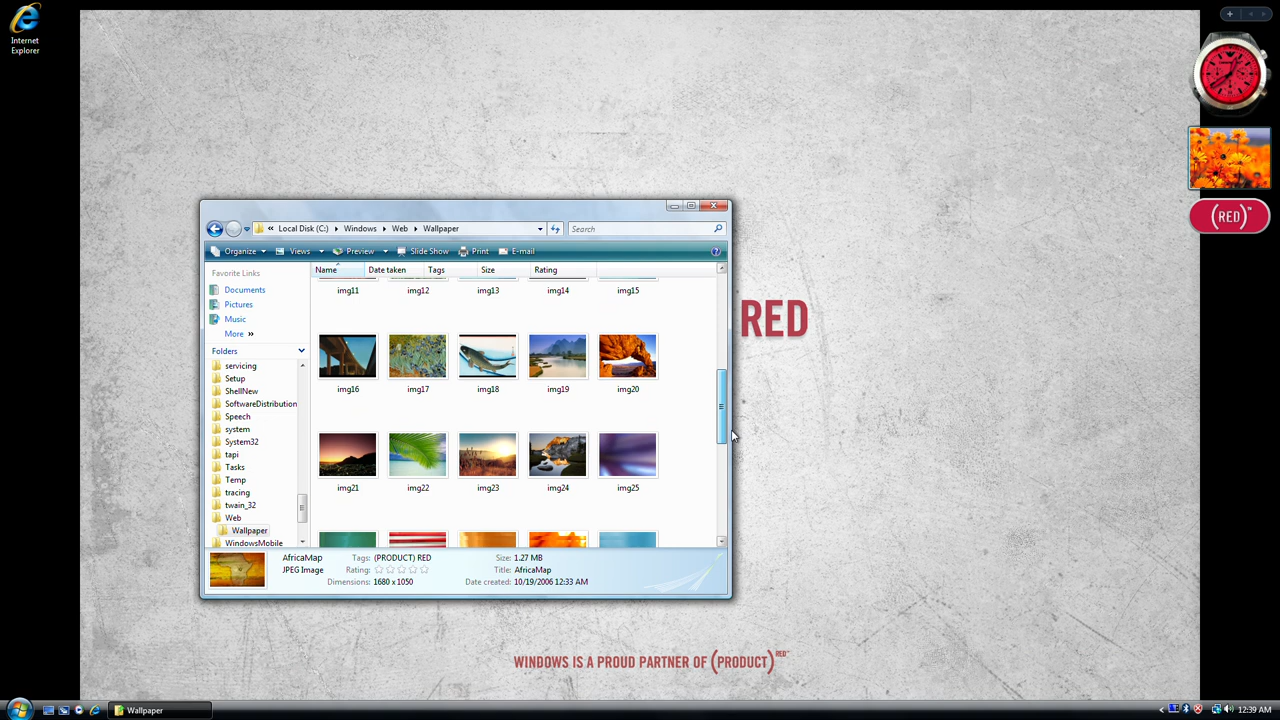 Internet
Explorer
(RED)™
« Local Disk (C:) Windows Web Wallpaper
Search
Organize Views Preview Slide Show Print E-mail
Favorite Links
Documents
Pictures
Music
More »
Folders
servicing
Setup
ShellNew
SoftwareDistribution
Speech
system
System32
tapi
Tasks
Temp
tracing
twain_32
Web
Wallpaper
WindowsMobile
Name Date taken Tags Size Rating
img11 img12 img13 img14 img15
img16 img17 img18 img19 img20
img21 img22 img23 img24 img25
AfricaMap Tags: (PRODUCT) RED Size: 1.27 MB
JPEG Image Rating: Title: AfricaMap
Dimensions: 1680 x 1050 Date created: 10/19/2006 12:33 AM
RED
WINDOWS IS A PROUD PARTNER OF (PRODUCT)RED™
Wallpaper
12:39 AM